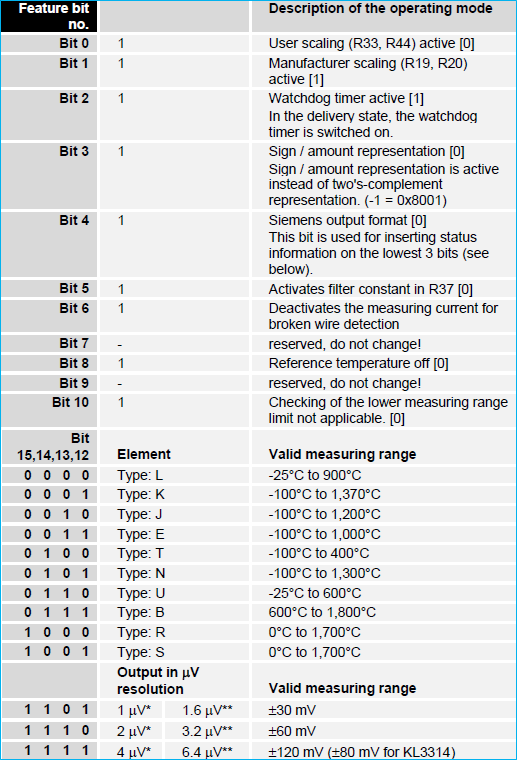 Feature bit Description of the operating mode
no.
Bit 0 1 User scaling (R33, R44) active [0]
Bit 1 1 Manufacturer scaling (R19, R20)
active [1]
Bit 2 1 Watchdog timer active [1]
In the delivery state, the watchdog
timer is switched on.
Bit 3 1 Sign / amount representation [0]
Sign / amount representation is active
instead of two's-complement
representation. (-1 = 0x8001)
Bit 4 1 Siemens output format [0]
This bit is used for inserting status
information on the lowest 3 bits (see
below).
Bit 5 1 Activates filter constant in R37 [0]
Bit 6 1 Deactivates the measuring current for
broken wire detection
Bit 7 - reserved, do not change!
Bit 8 1 Reference temperature off [0]
Bit 9 - reserved, do not change!
Bit 10 1 Checking of the lower measuring range
limit not applicable. [0]
Bit
15,14,13,12 Element Valid measuring range
0 0 0 0 Type: L -25°C to 900°C
0 0 0 1 Type: K -100°C to 1,370°C
0 0 1 0 Type: J -100°C to 1,200°C
0 0 1 1 Type: E -100°C to 1,000°C
0 1 0 0 Type: T -100°C to 400°C
0 1 0 1 Type: N -100°C to 1,300°C
0 1 1 0 Type: U -25°C to 600°C
0 1 1 1 Type: B 600°C to 1,800°C
1 0 0 0 Type: R 0°C to 1,700°C
1 0 0 1 Type: S 0°C to 1,700°C
Output in µV
resolution Valid measuring range
1 1 0 1 1 µV* 1.6 µV** ±30 mV
1 1 1 0 2 µV* 3.2 µV** ±60 mV
1 1 1 1 4 µV* 6.4 µV** ±120 mV (±80 mV for KL3314)